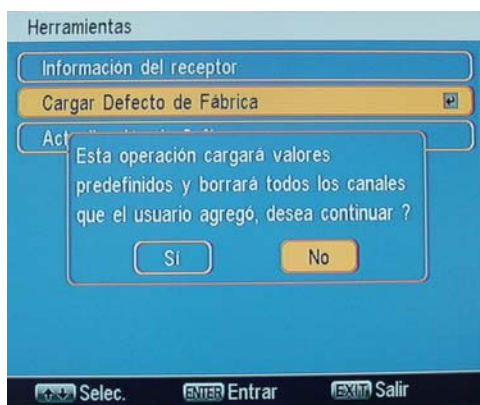 Herramientas
Información del receptor
Cargar Defecto de Fábrica
Esta operación cargará valores
predefinidos y borrará todos los canales
que el usuario agregó, desea continuar ?
Sí No
Selec. ENTER Entrar EXIT Salir